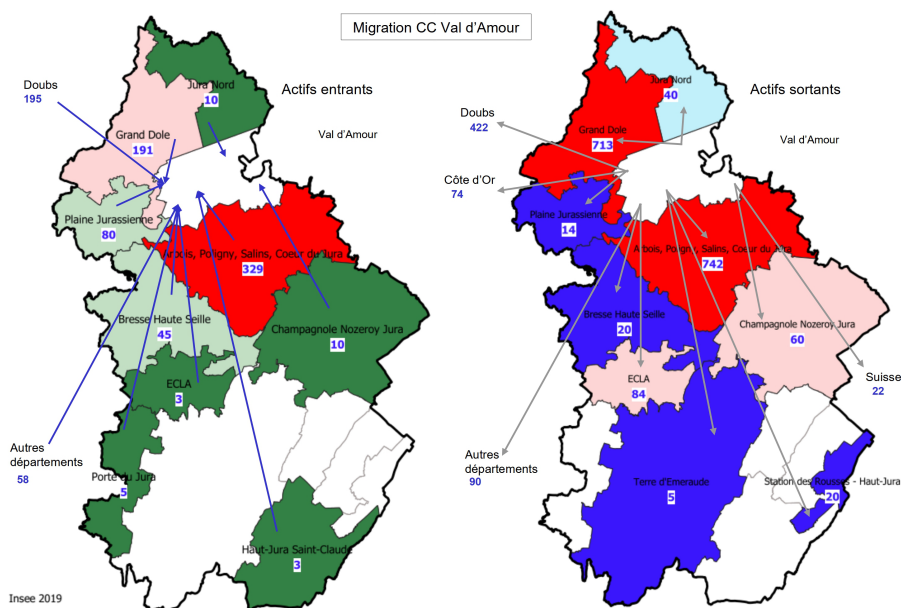 Migration CC Val d'Amour
Doubs
195
Jura Nord
10
Actifs entrants
Grand Dole
191
Val d'Amour
Plaine Jurassienne
80
Arbois, Poligny, Salins, Coeur du Jura
329
Bresse Haute Seille
45
Champagnole Nozeroy Jura
10
ECLA
3
Autres
départements
58
Porte du Jura
5
Haut-Jura Saint-Claude
3
Insee 2019
Jura Nord
40
Actifs sortants
Doubs
422
Grand Dole
713
Val d'Amour
Côte d'Or
74
Plaine Jurassienne
14
Arbois, Poligny, Salins, Coeur du Jura
742
Bresse Haute Seille
20
Champagnole Nozeroy Jura
60
ECLA
84
Suisse
22
Autres
départements
90
Terre d'Emeraude
5
Station des Rousses - Haut-Jura
20